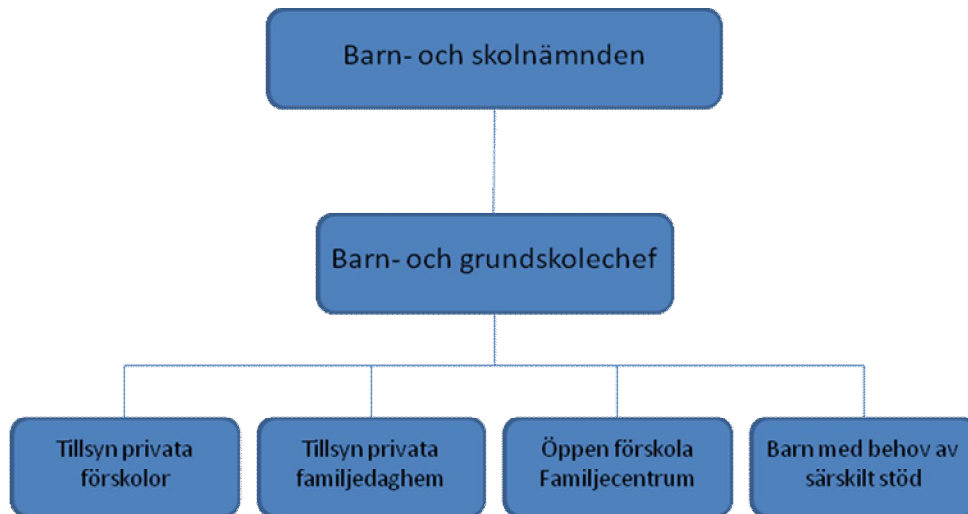 Barn- och skolnämnden
Barn- och grundskolechef
Tillsyn privata
förskolor
Tillsyn privata
familjedaghem
Öppen förskola
Familjecentrum
Barn med behov av
särskilt stöd